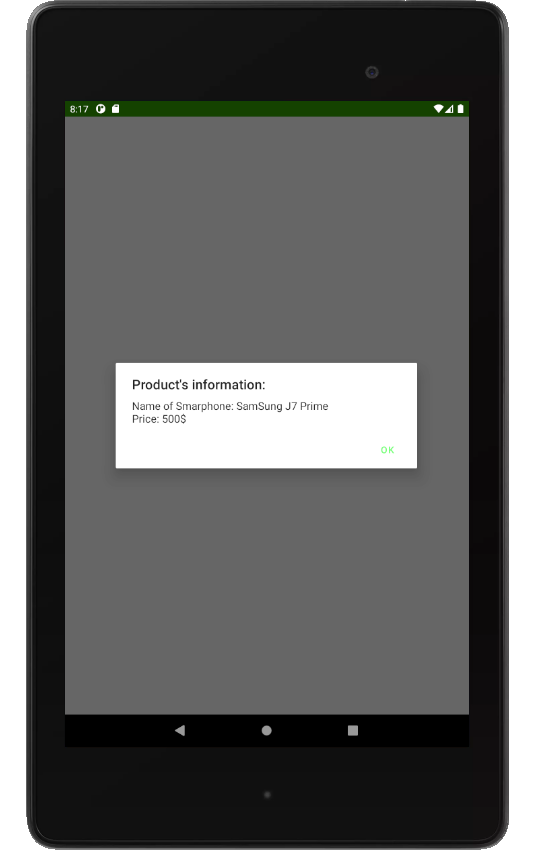 8:17
Product's information:
Name of Smarphone: SamSung J7 Prime
Price: 500$
OK